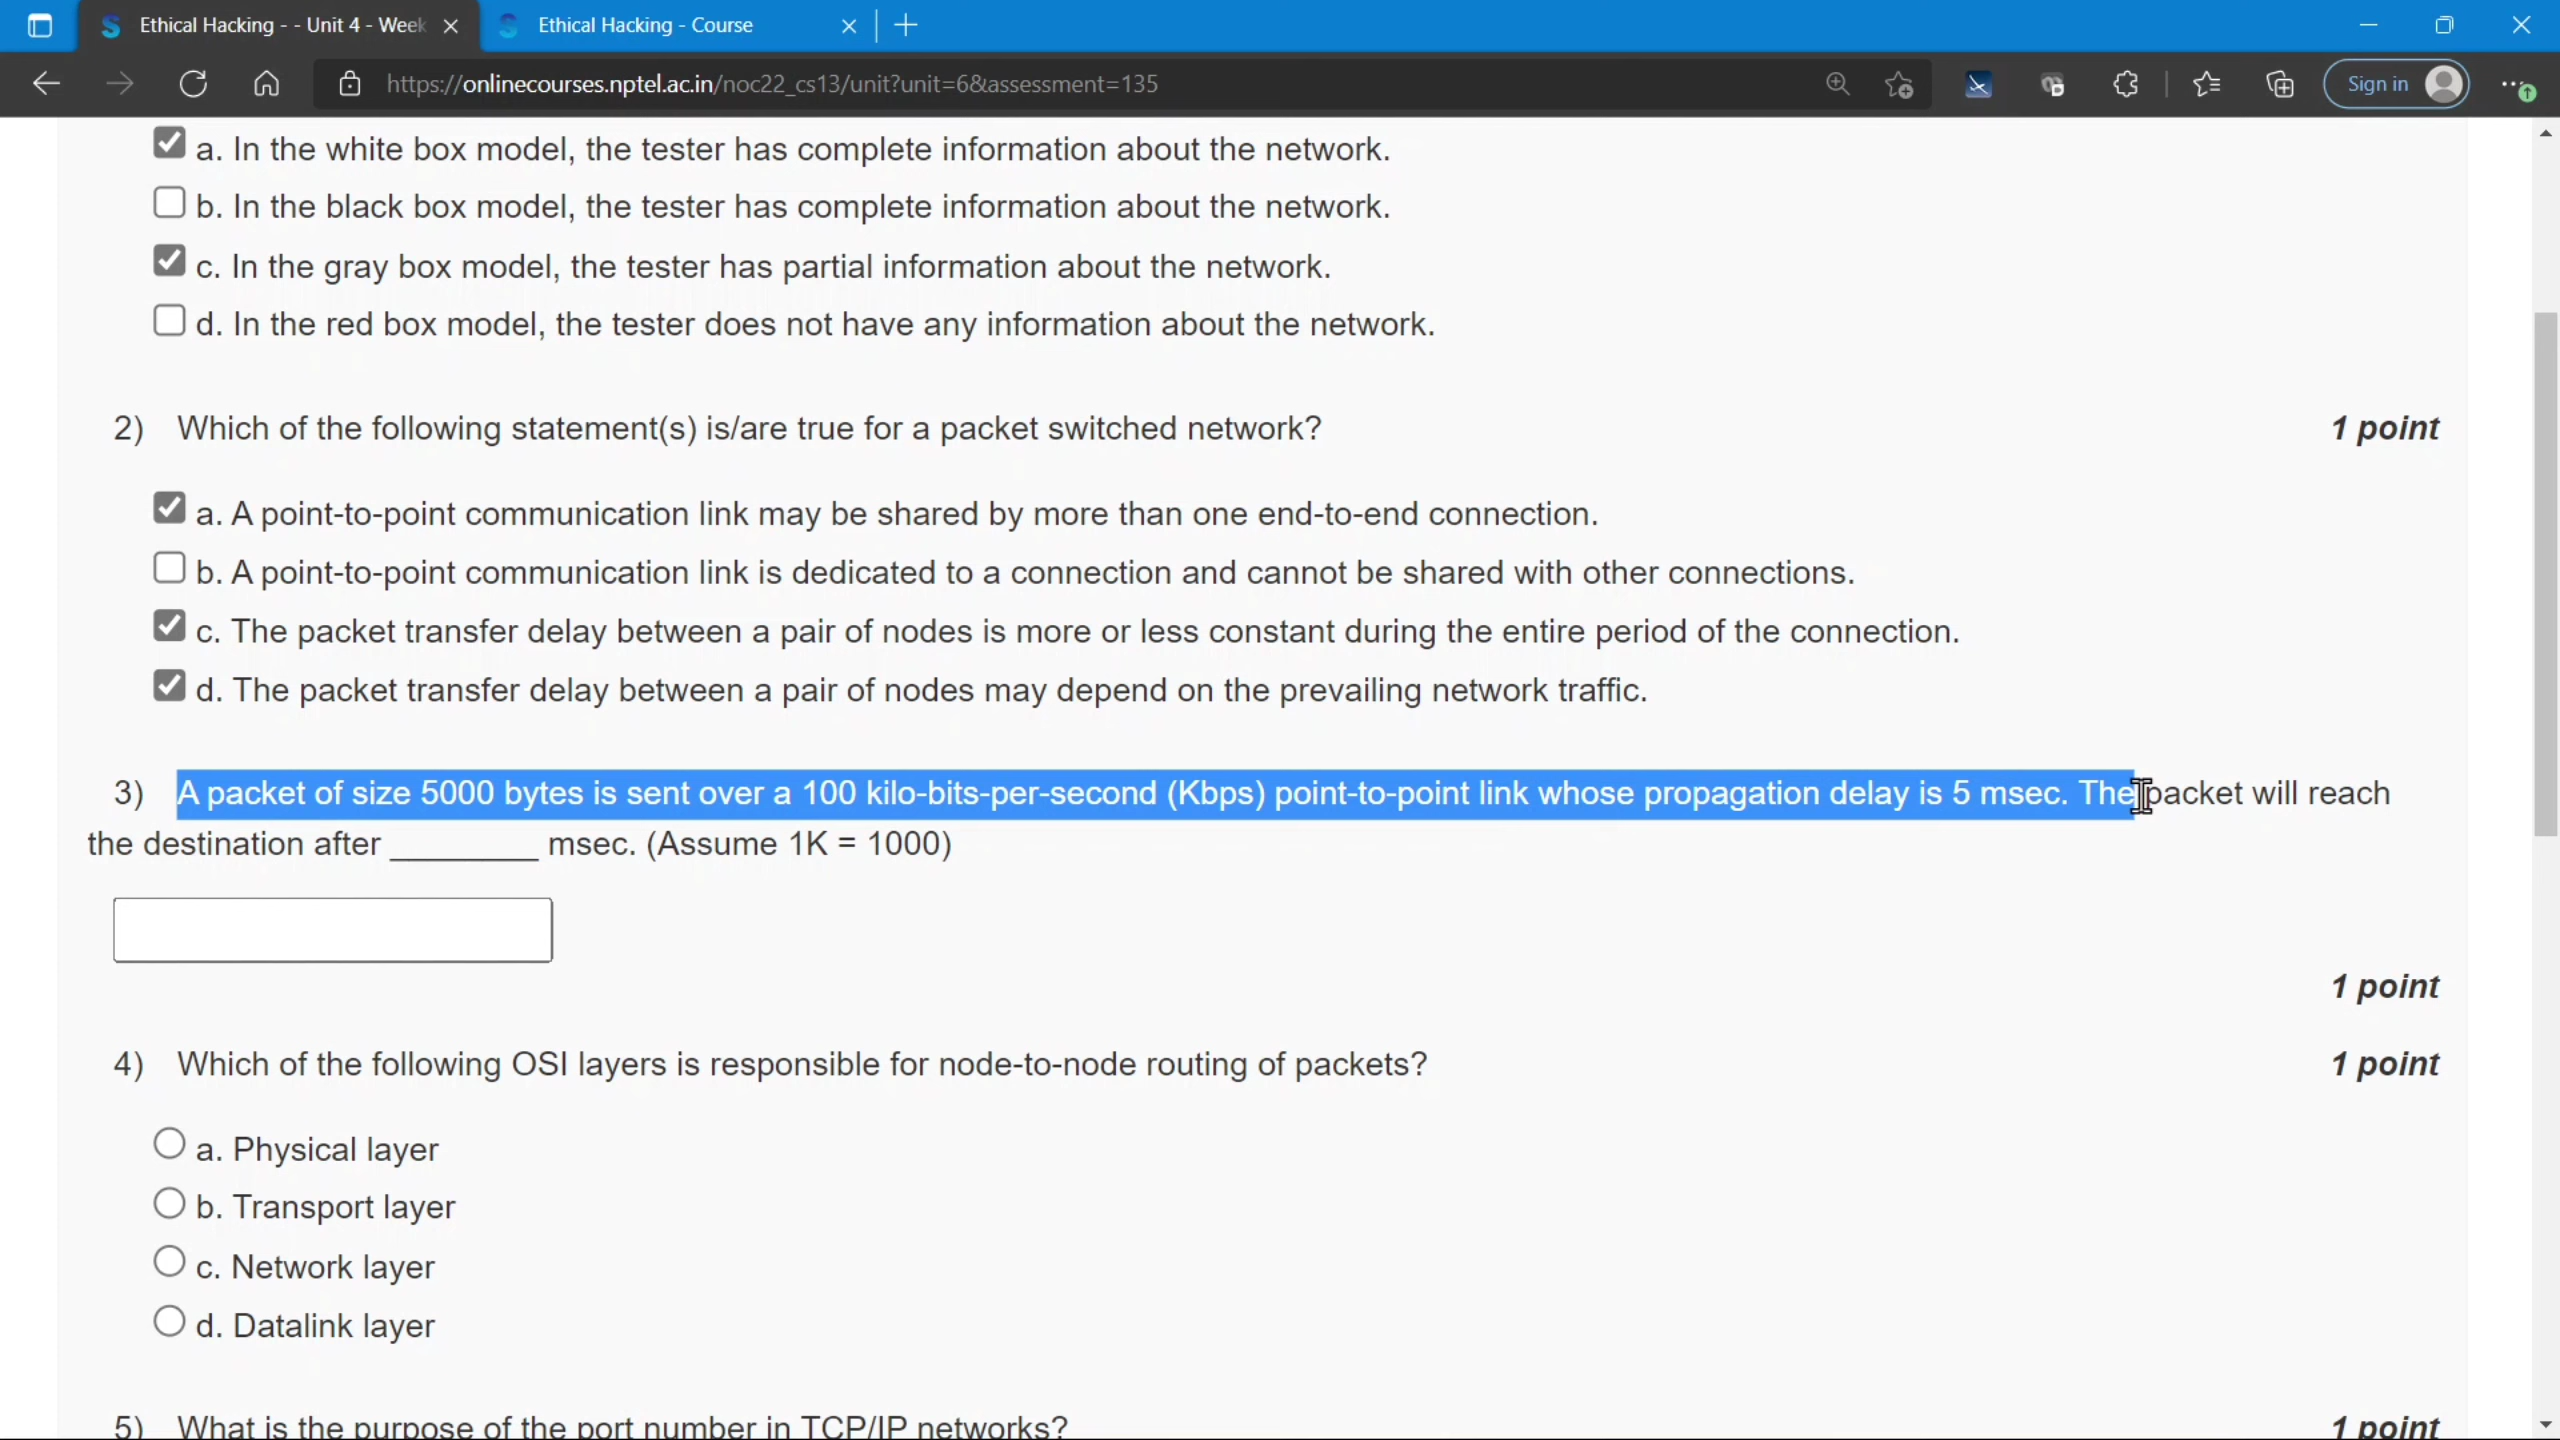 Ethical Hacking - - Unit 4 - Week
Ethical Hacking - Course
https://onlinecourses.nptel.ac.in/noc22_cs13/unit?unit=6&assessment=135
Sign in
a. In the white box model, the tester has complete information about the network.
b. In the black box model, the tester has complete information about the network.
c. In the gray box model, the tester has partial information about the network.
d. In the red box model, the tester does not have any information about the network.
2) Which of the following statement(s) is/are true for a packet switched network? 1 point
a. A point-to-point communication link may be shared by more than one end-to-end connection.
b. A point-to-point communication link is dedicated to a connection and cannot be shared with other connections.
c. The packet transfer delay between a pair of nodes is more or less constant during the entire period of the connection.
d. The packet transfer delay between a pair of nodes may depend on the prevailing network traffic.
3) A packet of size 5000 bytes is sent over a 100 kilo-bits-per-second (Kbps) point-to-point link whose propagation delay is 5 msec. The packet will reach
the destination after ________ msec. (Assume 1K = 1000)
1 point
4) Which of the following OSI layers is responsible for node-to-node routing of packets? 1 point
a. Physical layer
b. Transport layer
c. Network layer
d. Datalink layer
5) What is the purpose of the port number in TCP/IP networks? 1 point